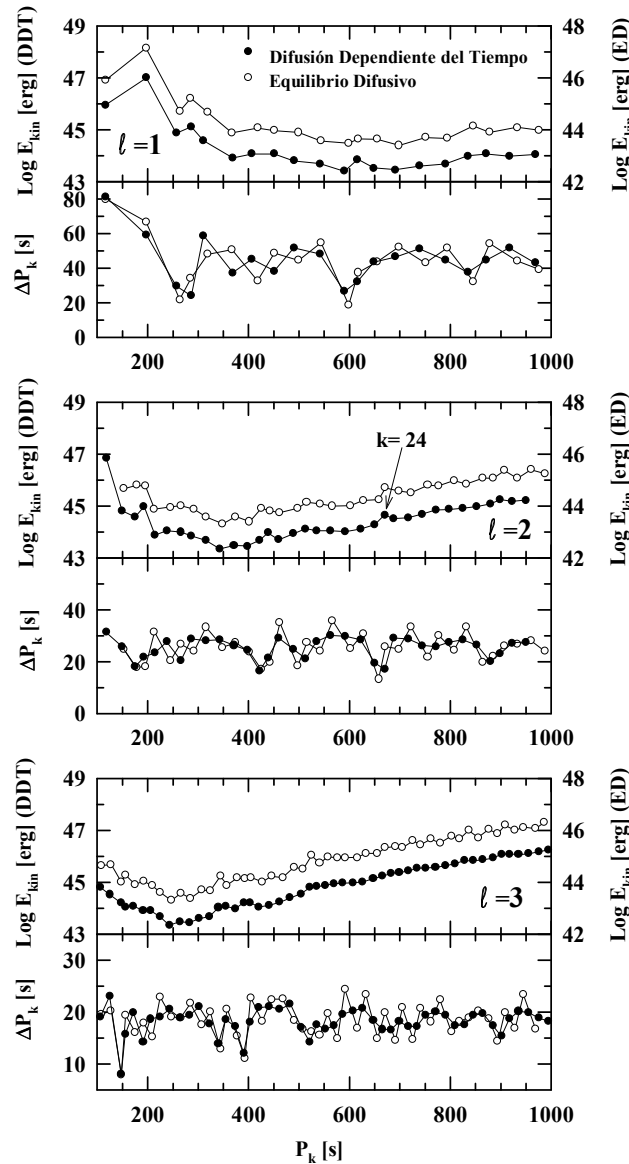 49
48
Difusión Dependiente del Tiempo
Equilibrio Difusivo
47
46
45
44
43
42
Log E_kin [erg] (DDT)
Log E_kin [erg] (ED)
ℓ =1
80
60
40
20
0
ΔP_k [s]
200 400 600 800 1000
49
48
47
46
45
44
43
42
Log E_kin [erg] (DDT)
Log E_kin [erg] (ED)
k= 24
ℓ =2
40
20
0
ΔP_k [s]
200 400 600 800 1000
49
48
47
46
45
44
43
42
Log E_kin [erg] (DDT)
Log E_kin [erg] (ED)
ℓ =3
30
20
10
ΔP_k [s]
200 400 600 800 1000
P_k [s]